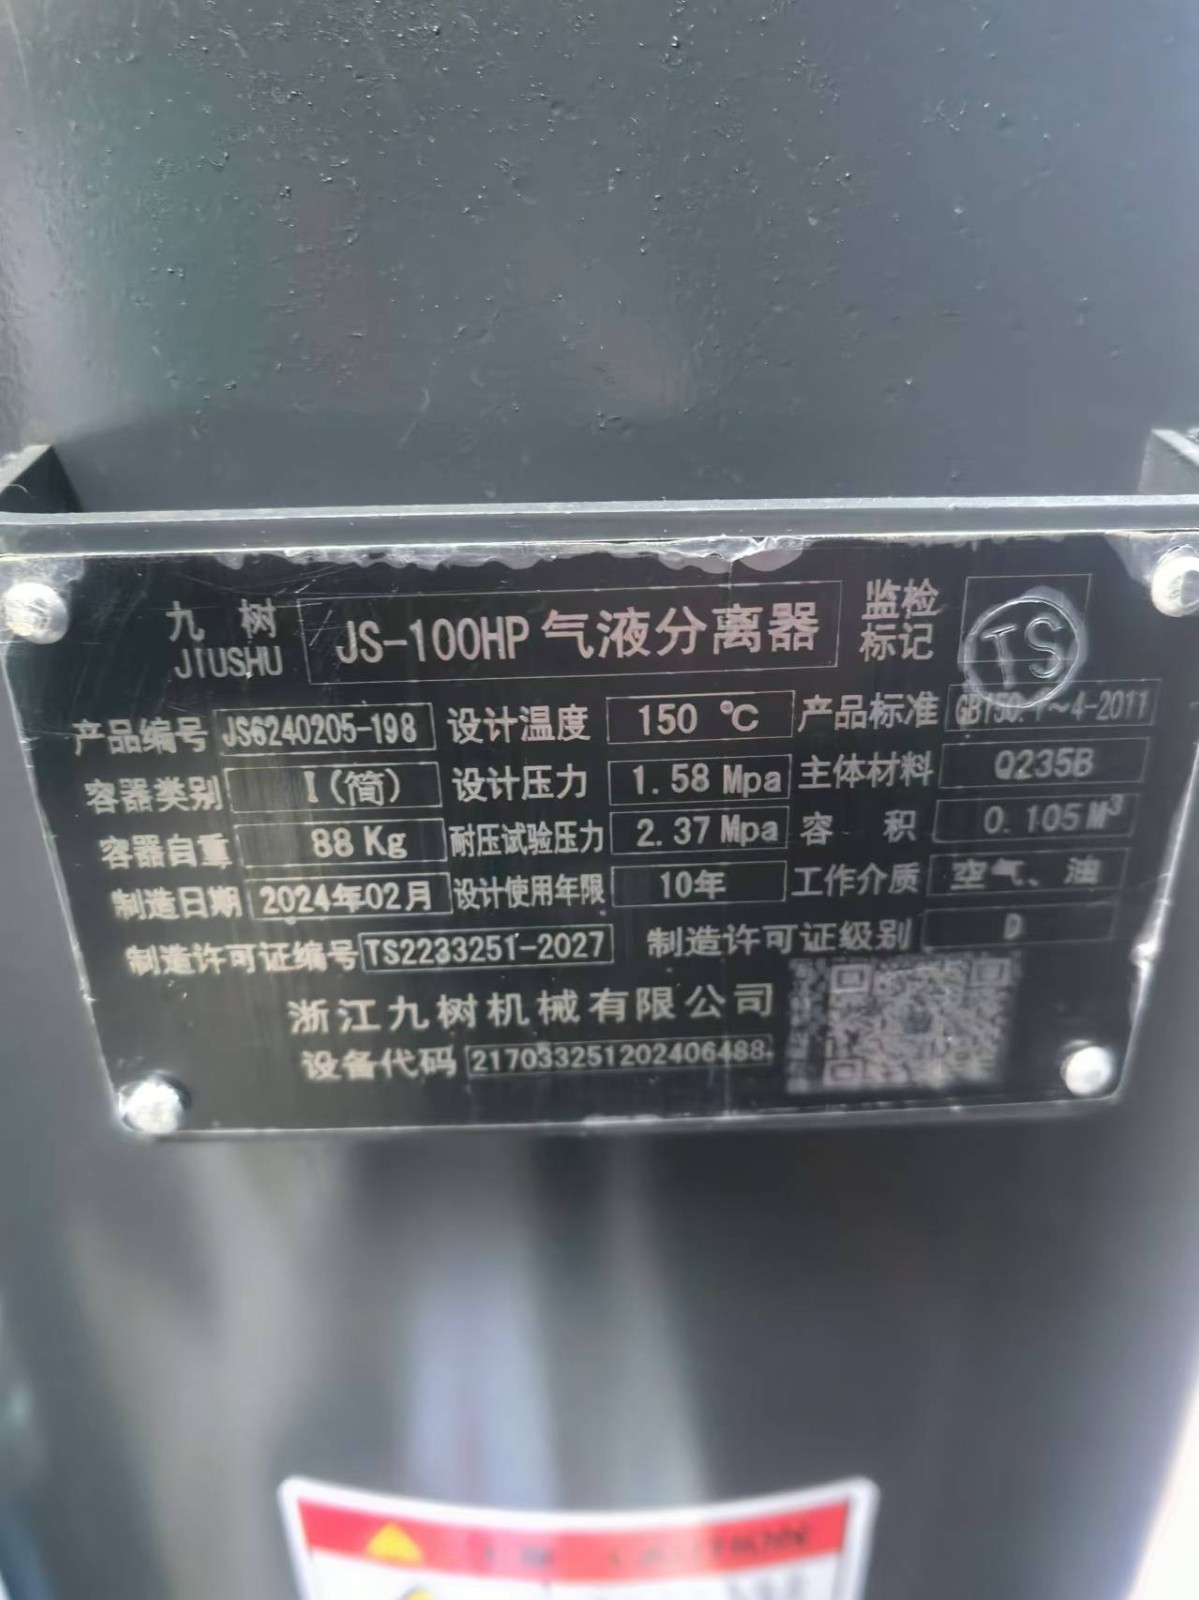 九树 JS-100HP 气液分离器 监检
JIUSHU 标记 TS
产品编号 JS6240205-198 设计温度 150 ℃ 产品标准 GB150.1~4-2011
容器类别 I(简) 设计压力 1.58 Mpa 主体材料 Q235B
容器自重 88 Kg 耐压试验压力 2.37 Mpa 容积 0.105 M³
制造日期 2024年02月 设计使用年限 10年 工作介质 空气、油
制造许可证编号 TS2233251-2027 制造许可证级别 D
浙江九树机械有限公司
设备代码 217033251202406488